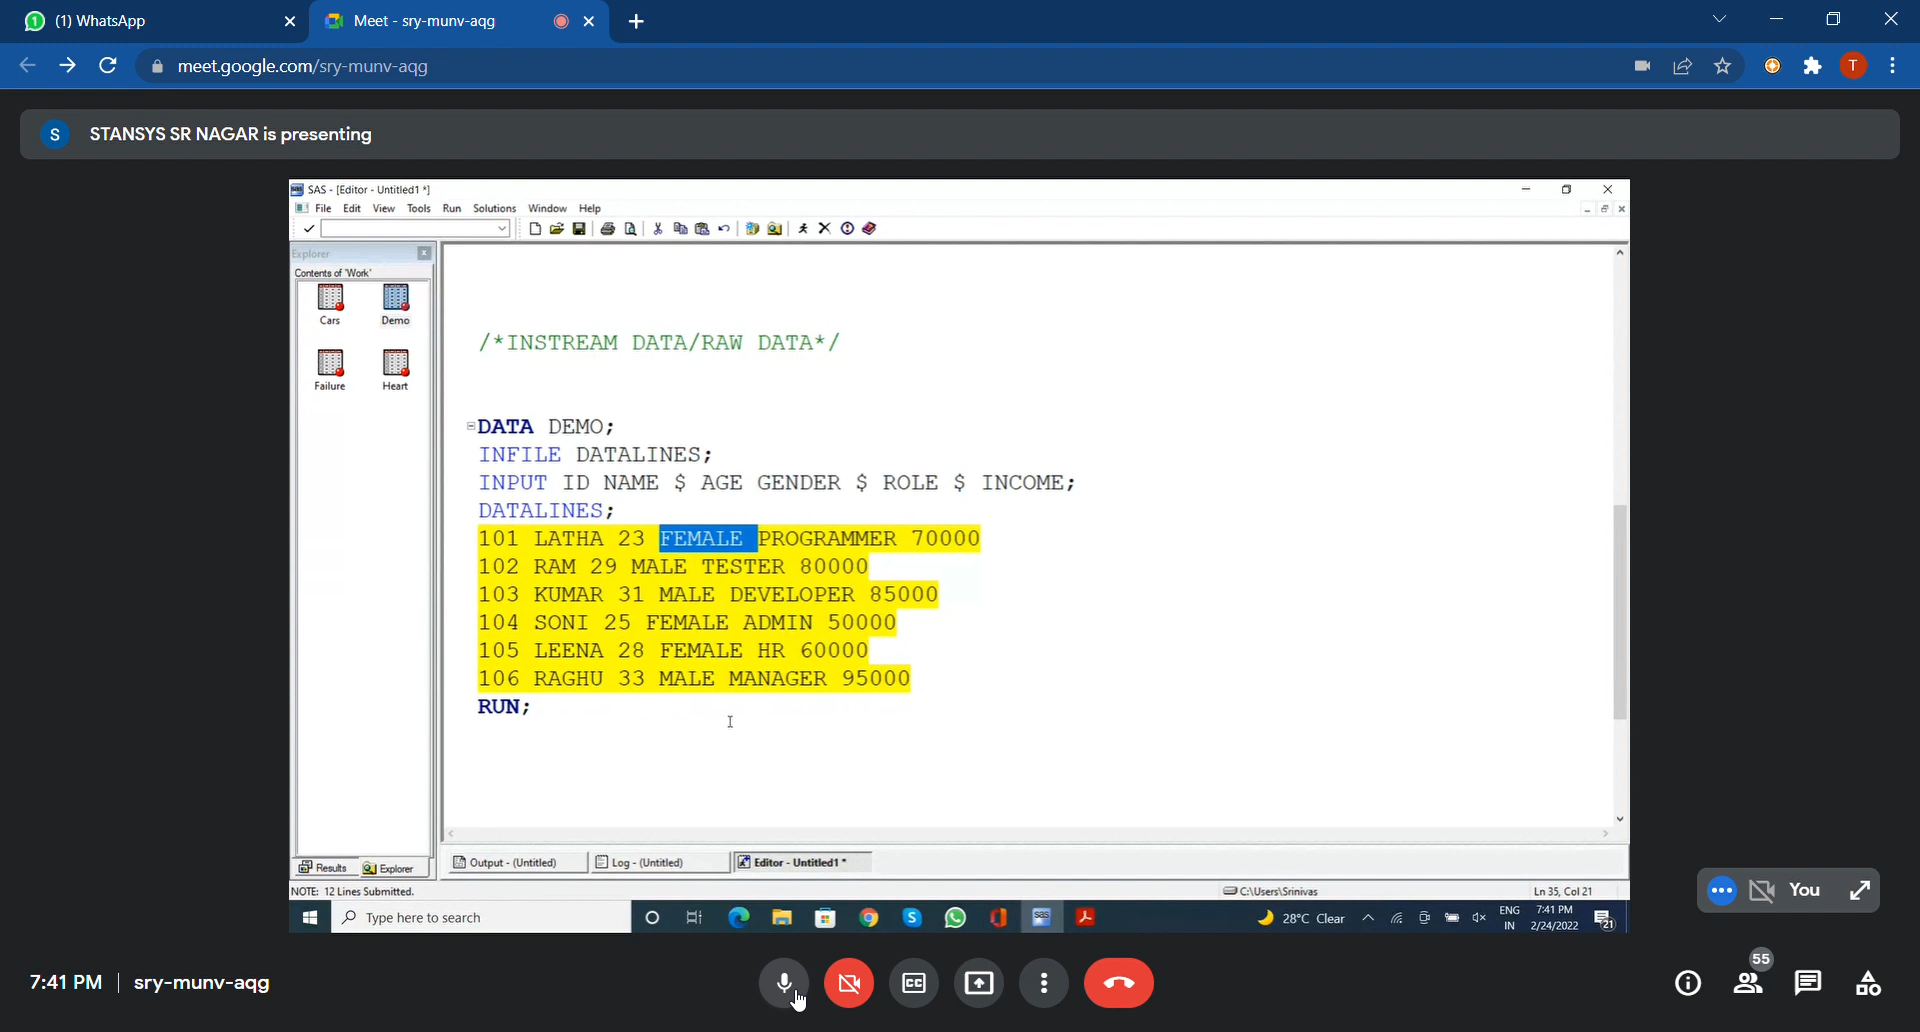 (1) WhatsApp
Meet - sry-munv-aqg
meet.google.com/sry-munv-aqg
T
S
STANSYS SR NAGAR is presenting
SAS - [Editor - Untitled1 *]
File Edit View Tools Run Solutions Window Help
Explorer
Contents of 'Work'
Cars Demo
Failure Heart
/*INSTREAM DATA/RAW DATA*/
DATA DEMO;
INFILE DATALINES;
INPUT ID NAME $ AGE GENDER $ ROLE $ INCOME;
DATALINES;
101 LATHA 23 FEMALE PROGRAMMER 70000
102 RAM 29 MALE TESTER 80000
103 KUMAR 31 MALE DEVELOPER 85000
104 SONI 25 FEMALE ADMIN 50000
105 LEENA 28 FEMALE HR 60000
106 RAGHU 33 MALE MANAGER 95000
RUN;
Results Explorer
Output - (Untitled) Log - (Untitled) Editor - Untitled1 *
NOTE: 12 Lines Submitted.
C:\Users\Srinivas
Ln 35, Col 21
Type here to search
28°C Clear
ENG
IN
7:41 PM
2/24/2022
21
You
7:41 PM | sry-munv-aqg
CC
55